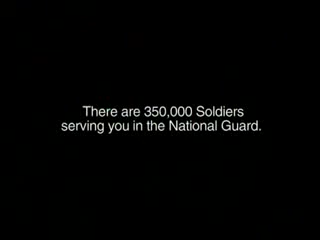 There are 350,000 Soldiers
serving you in the National Guard.